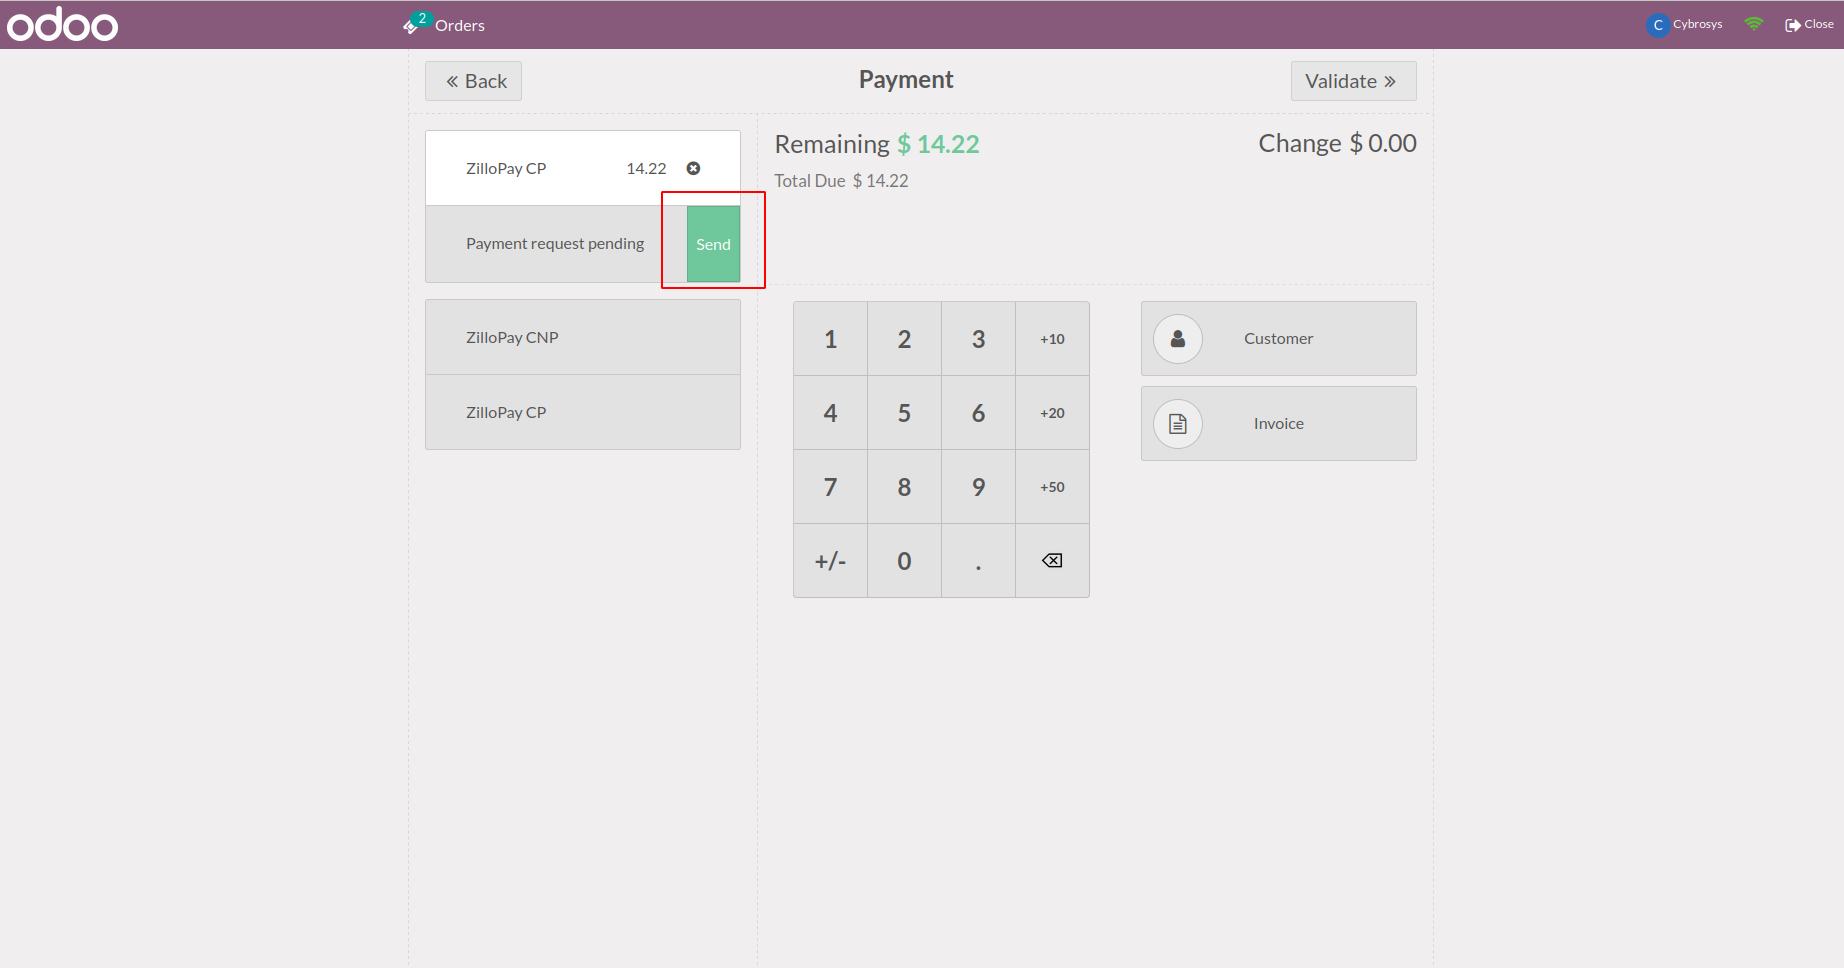 odoo
2 Orders
C Cybrosys
Close
Back
Payment
Validate
ZilloPay CP 14.22
Payment request pending Send
ZilloPay CNP
ZilloPay CP
Remaining $ 14.22
Change $ 0.00
Total Due $ 14.22
1 2 3 +10
4 5 6 +20
7 8 9 +50
+/- 0 .
Customer
Invoice